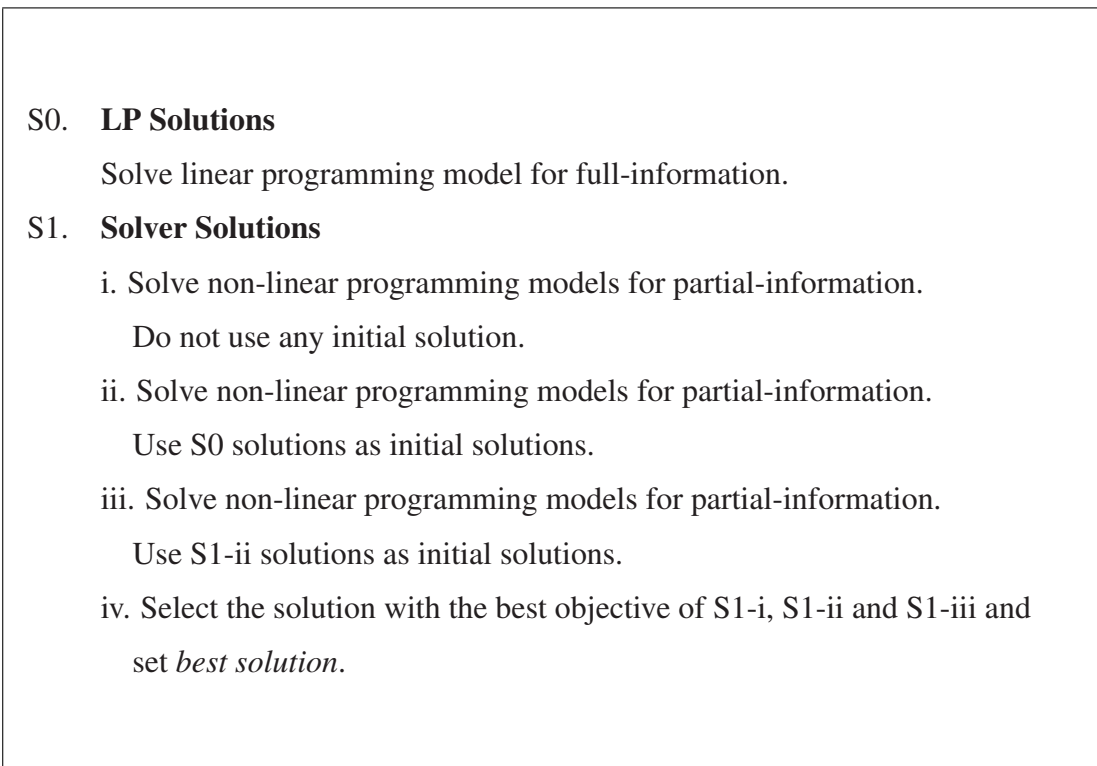 S0. LP Solutions
Solve linear programming model for full-information.
S1. Solver Solutions
i. Solve non-linear programming models for partial-information.
Do not use any initial solution.
ii. Solve non-linear programming models for partial-information.
Use S0 solutions as initial solutions.
iii. Solve non-linear programming models for partial-information.
Use S1-ii solutions as initial solutions.
iv. Select the solution with the best objective of S1-i, S1-ii and S1-iii and
set best solution.